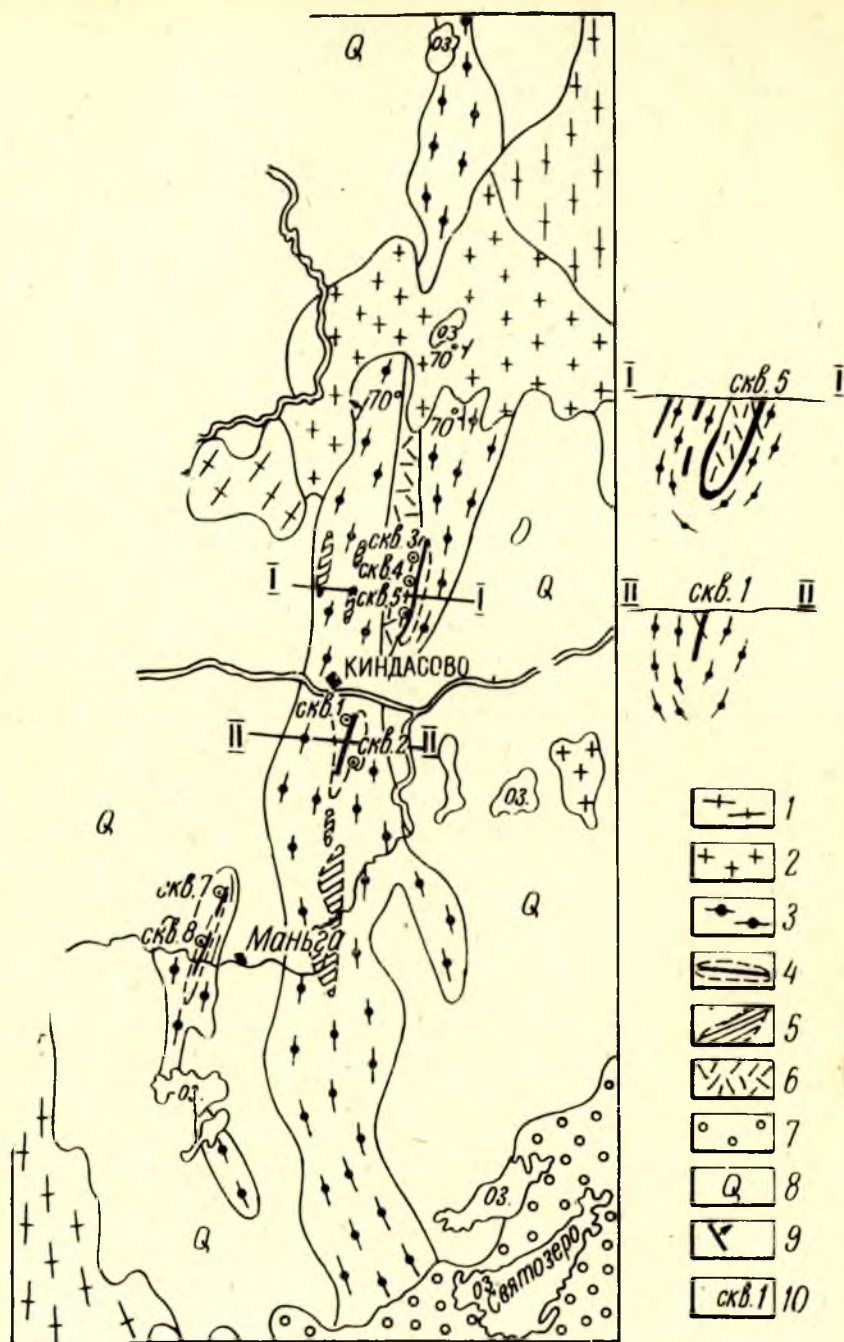 Q
оз.
оз.
70°
70°
70°
скв. 3
скв. 4
скв. 5
I
I
Q
КИНДАСОВО
скв. 1
II
скв. 2
II
Q
оз.
скв. 7
скв. 8
Маньга
Q
оз.
Q
оз.
оз. Святозеро
I
скв. 5
I
II
скв. 1
II
1
2
3
4
5
6
7
Q 8
9
скв. 1 10